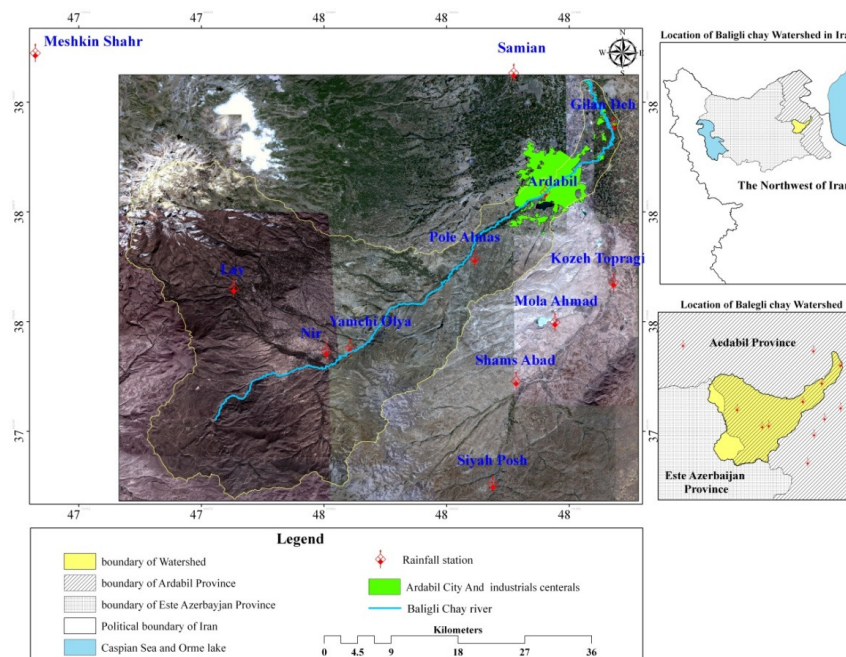 47 47 48 48 48
Meshkin Shahr
Samian
N
W E
S
38 38
Gilan Deh
Ardabil
38 38
Pole Almas
Kozeh Topragi
Lay
Mola Ahmad
38 38
Yamchi Olya
Nir
Shams Abad
37 37
Siyah Posh
47 47 48 48 48
Location of Baligli chay Watershed in Ira
The Northwest of Iran
Location of Balegli chay Watershed
Aedabil Province
Este Azerbaijan
Province
Legend
boundary of Watershed
boundary of Ardabil Province
boundary of Este Azerbayjan Province
Political boundary of Iran
Caspian Sea and Orme lake
Rainfall station
Ardabil City And industrials centerals
Baligli Chay river
Kilometers
0 4.5 9 18 27 36